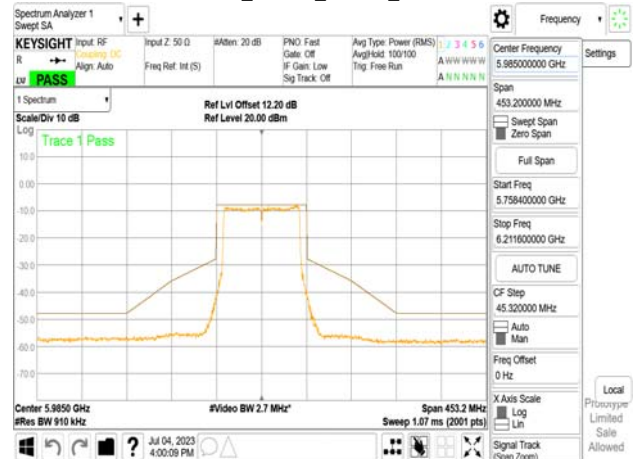 Spectrum Analyzer 1
Swept SA
Frequency
KEYSIGHT
R
LU PASS
Input: RF
Coupling: DC
Align: Auto
Input Z: 50 Ω
Freq Ref: Int (S)
#Atten: 20 dB
PNO: Fast
Gate: Off
IF Gain: Low
Sig Track: Off
Avg Type: Power (RMS)
Avg|Hold: 100/100
Trig: Free Run
1 2 3 4 5 6
A W W W W W
A N N N N N
1 Spectrum
Scale/Div 10 dB
Ref Lvl Offset 12.20 dB
Ref Level 20.00 dBm
Log
Trace 1 Pass
10.0
0.00
-10.0
-20.0
-30.0
-40.0
-50.0
-60.0
-70.0
Center 5.9850 GHz
#Res BW 910 kHz
#Video BW 2.7 MHz*
Span 453.2 MHz
Sweep 1.07 ms (2001 pts)
Jul 04, 2023
4:00:09 PM
Center Frequency
5.985000000 GHz
Settings
Span
453.200000 MHz
Swept Span
Zero Span
Full Span
Start Freq
5.758400000 GHz
Stop Freq
6.211600000 GHz
AUTO TUNE
CF Step
45.320000 MHz
Auto
Man
Freq Offset
0 Hz
X Axis Scale
Log
Lin
Signal Track
(Span Zoom)
Local
Prototype
Limited
Sale
Allowed